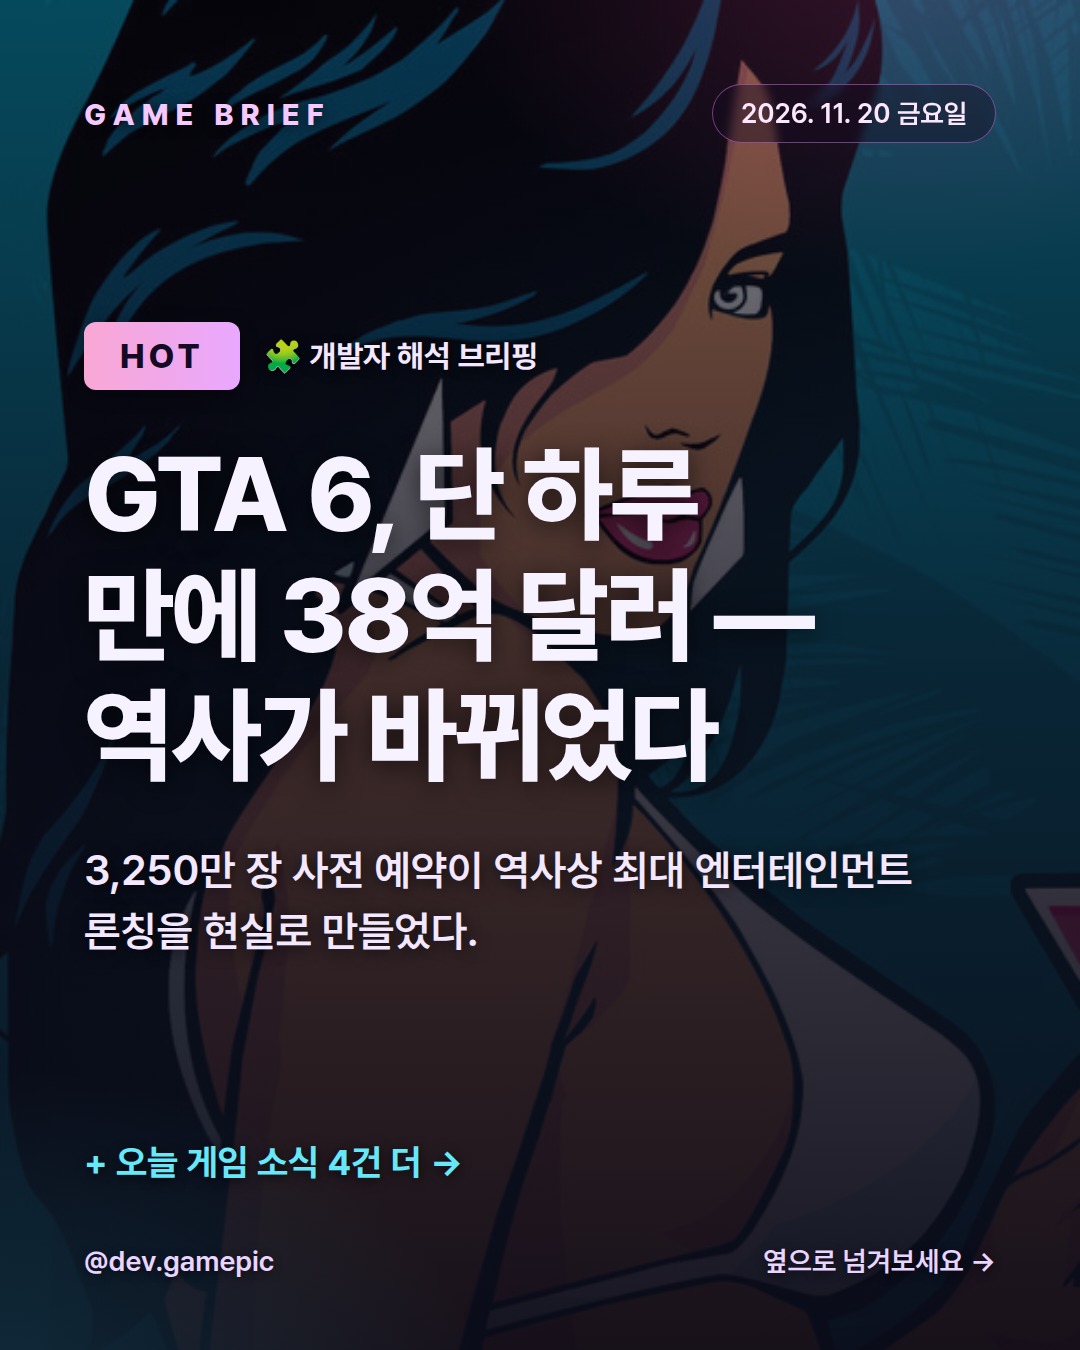 GAME BRIEF
2026. 11. 20 금요일
HOT
🧩 개발자 해석 브리핑
GTA 6, 단 하루
만에 38억 달러 —
역사가 바뀌었다
3,250만 장 사전 예약이 역사상 최대 엔터테인먼트
론칭을 현실로 만들었다.
+ 오늘 게임 소식 4건 더 →
@dev.gamepic
옆으로 넘겨보세요 →